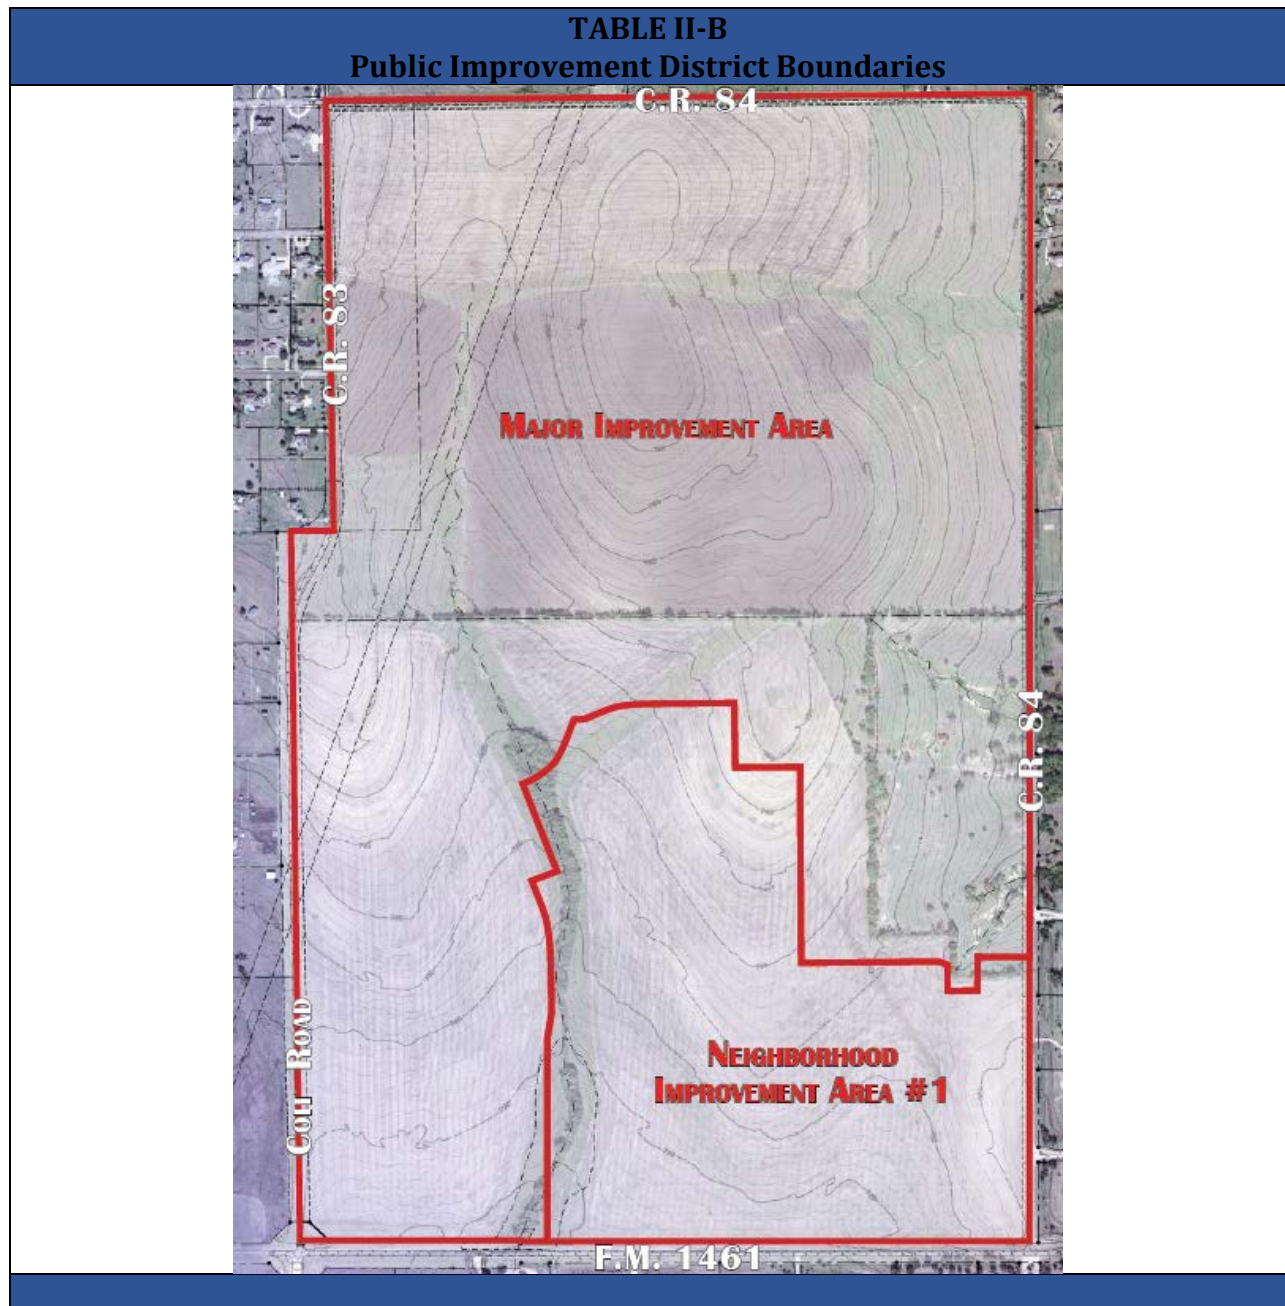 TABLE II-B
Public Improvement District Boundaries
C.R. 84
C.R. 83
MAJOR IMPROVEMENT AREA
C.R. 84
COIT ROAD
NEIGHBORHOOD
IMPROVEMENT AREA #1
F.M. 1461